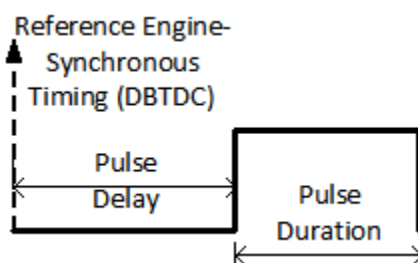 Reference Engine-
Synchronous
Timing (DBTDC)
Pulse
Delay
Pulse
Duration